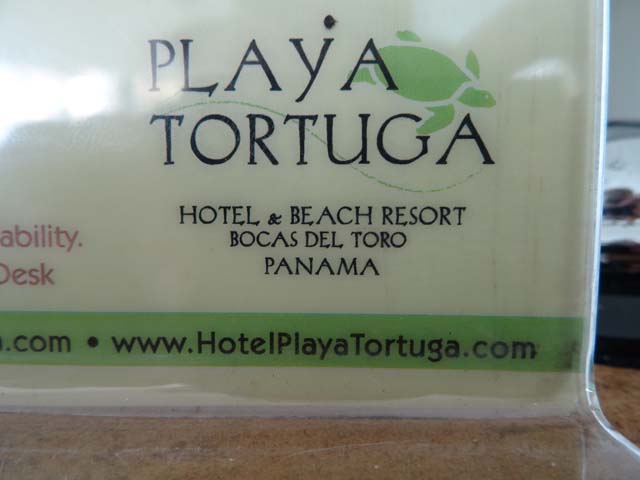 PLAYA
TORTUGA
HOTEL & BEACH RESORT
BOCAS DEL TORO
PANAMA
ability.
Desk
.com • www.HotelPlayaTortuga.com